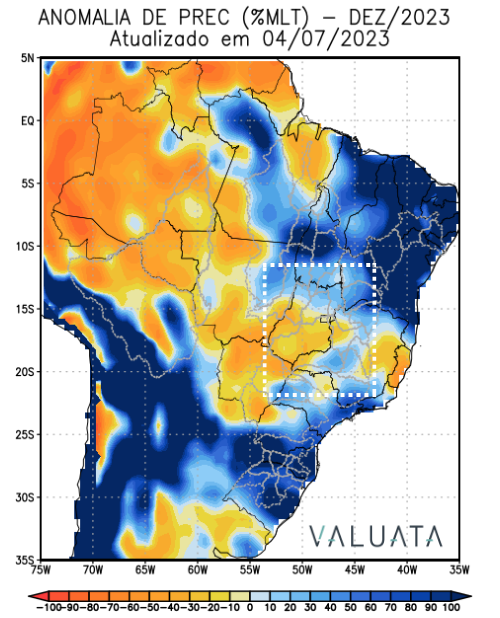 ANOMALIA DE PREC (%MLT) – DEZ/2023
Atualizado em 04/07/2023
5N
EQ
5S
10S
15S
20S
25S
30S
35S
75W 70W 65W 60W 55W 50W 45W 40W 35W
VALUATA
-100-90-80-70-60-50-40-30-20-10 0 10 20 30 40 50 60 70 80 90 100